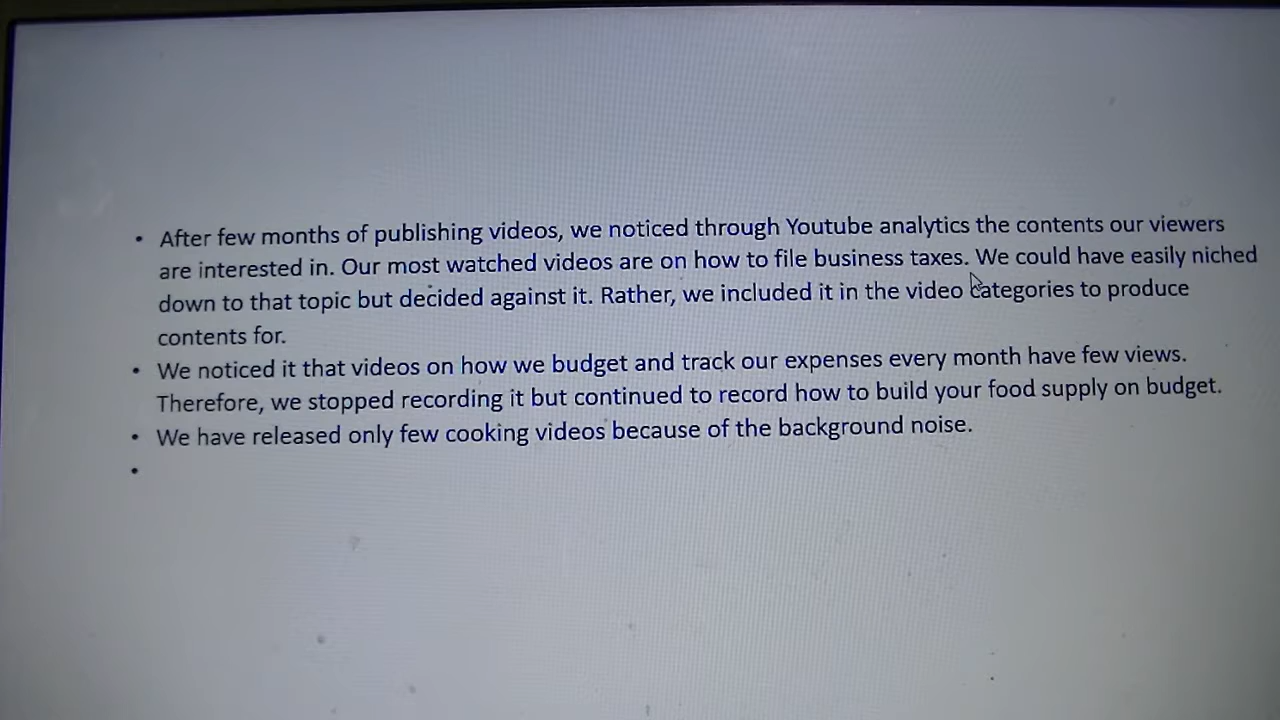 • After few months of publishing videos, we noticed through Youtube analytics the contents our viewers
are interested in. Our most watched videos are on how to file business taxes. We could have easily niched
down to that topic but decided against it. Rather, we included it in the video categories to produce
contents for.
• We noticed it that videos on how we budget and track our expenses every month have few views.
Therefore, we stopped recording it but continued to record how to build your food supply on budget.
• We have released only few cooking videos because of the background noise.
•